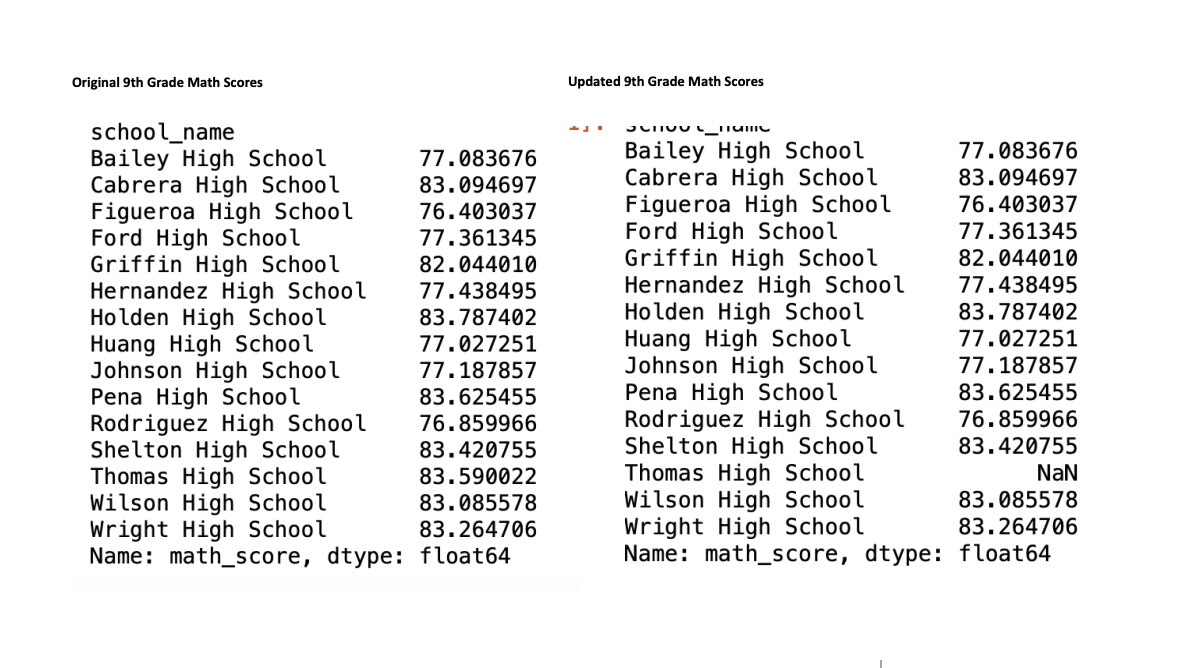 Original 9th Grade Math Scores
school_name
Bailey High School 77.083676
Cabrera High School 83.094697
Figueroa High School 76.403037
Ford High School 77.361345
Griffin High School 82.044010
Hernandez High School 77.438495
Holden High School 83.787402
Huang High School 77.027251
Johnson High School 77.187857
Pena High School 83.625455
Rodriguez High School 76.859966
Shelton High School 83.420755
Thomas High School 83.590022
Wilson High School 83.085578
Wright High School 83.264706
Name: math_score, dtype: float64
Updated 9th Grade Math Scores
school_name
Bailey High School 77.083676
Cabrera High School 83.094697
Figueroa High School 76.403037
Ford High School 77.361345
Griffin High School 82.044010
Hernandez High School 77.438495
Holden High School 83.787402
Huang High School 77.027251
Johnson High School 77.187857
Pena High School 83.625455
Rodriguez High School 76.859966
Shelton High School 83.420755
Thomas High School NaN
Wilson High School 83.085578
Wright High School 83.264706
Name: math_score, dtype: float64